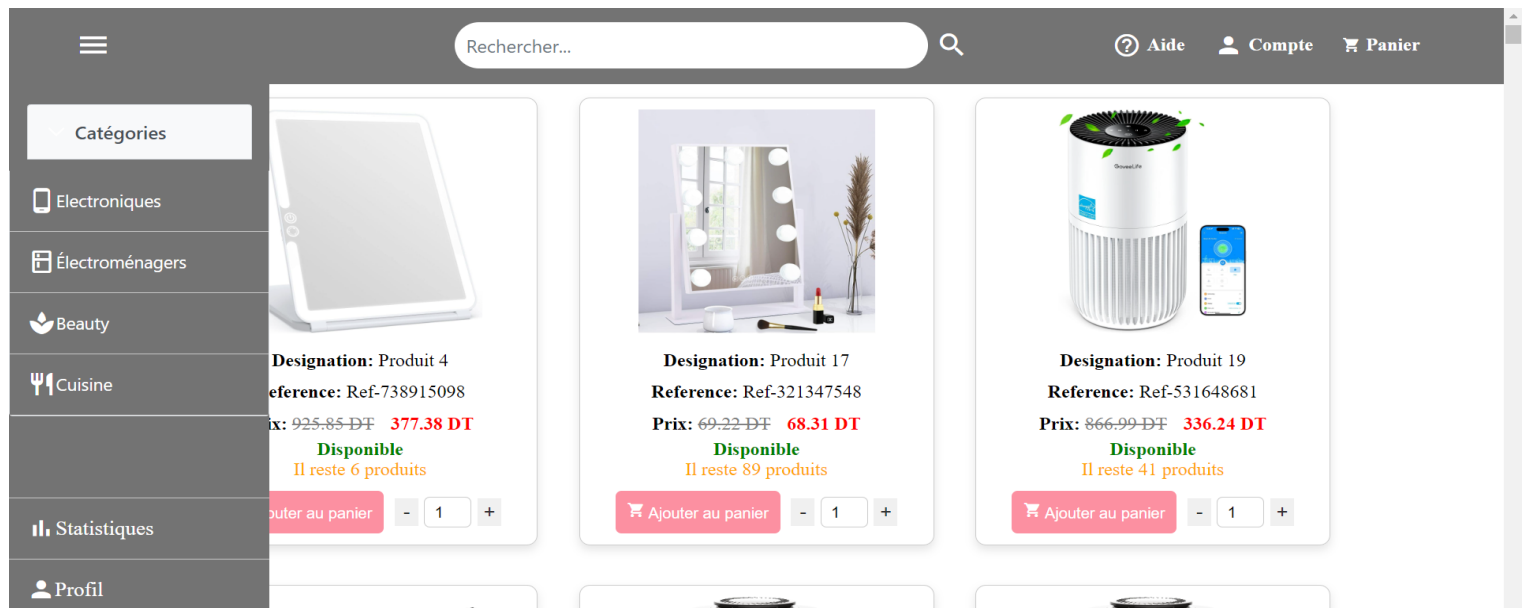 Rechercher...
Aide
Compte
Panier
Catégories
Electroniques
Électroménagers
Beauty
Cuisine
Statistiques
Profil
Designation: Produit 4
eference: Ref-738915098
ix: 925.85 DT 377.38 DT
Disponible
Il reste 6 produits
outer au panier - 1 +
Designation: Produit 17
Reference: Ref-321347548
Prix: 69.22 DT 68.31 DT
Disponible
Il reste 89 produits
Ajouter au panier - 1 +
GoveeLife
Designation: Produit 19
Reference: Ref-531648681
Prix: 866.99 DT 336.24 DT
Disponible
Il reste 41 produits
Ajouter au panier - 1 +